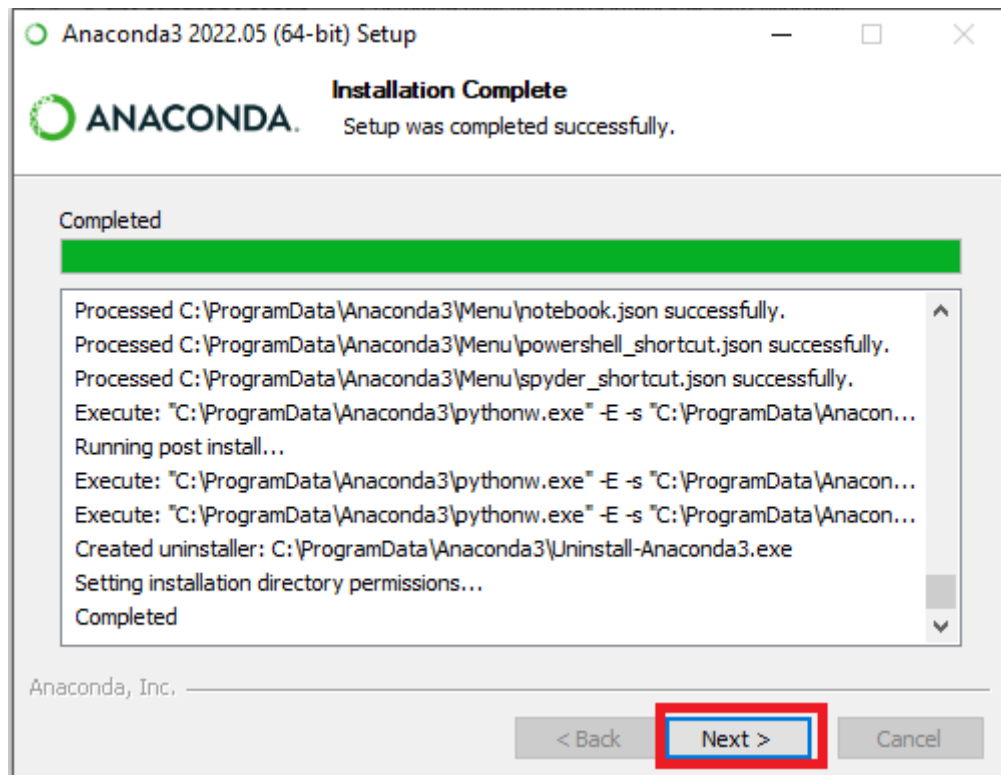 Anaconda3 2022.05 (64-bit) Setup
ANACONDA.
Installation Complete
Setup was completed successfully.
Completed
Processed C:\ProgramData\Anaconda3\Menu\notebook.json successfully.
Processed C:\ProgramData\Anaconda3\Menu\powershell_shortcut.json successfully.
Processed C:\ProgramData\Anaconda3\Menu\spyder_shortcut.json successfully.
Execute: "C:\ProgramData\Anaconda3\pythonw.exe" -E -s "C:\ProgramData\Anacon...
Running post install...
Execute: "C:\ProgramData\Anaconda3\pythonw.exe" -E -s "C:\ProgramData\Anacon...
Execute: "C:\ProgramData\Anaconda3\pythonw.exe" -E -s "C:\ProgramData\Anacon...
Created uninstaller: C:\ProgramData\Anaconda3\Uninstall-Anaconda3.exe
Setting installation directory permissions...
Completed
Anaconda, Inc.
< Back
Next >
Cancel